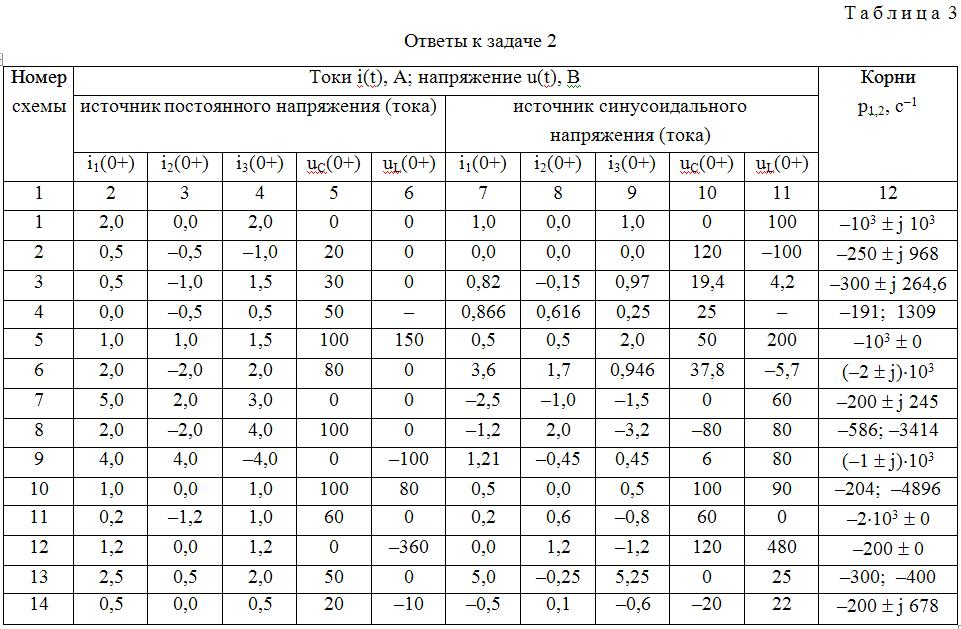 Таблица 3
Ответы к задаче 2
Номер схемы | Токи i(t), А; напряжение u(t), В | Корни p₁,₂, с⁻¹
источник постоянного напряжения (тока) | источник синусоидального напряжения (тока)
i₁(0+) | i₂(0+) | i₃(0+) | uC(0+) | uL(0+) | i₁(0+) | i₂(0+) | i₃(0+) | uC(0+) | uL(0+)
1 | 2 | 3 | 4 | 5 | 6 | 7 | 8 | 9 | 10 | 11 | 12
1 | 2,0 | 0,0 | 2,0 | 0 | 0 | 1,0 | 0,0 | 1,0 | 0 | 100 | –10³ ± j 10³
2 | 0,5 | –0,5 | –1,0 | 20 | 0 | 0,0 | 0,0 | 0,0 | 120 | –100 | –250 ± j 968
3 | 0,5 | –1,0 | 1,5 | 30 | 0 | 0,82 | –0,15 | 0,97 | 19,4 | 4,2 | –300 ± j 264,6
4 | 0,0 | –0,5 | 0,5 | 50 | – | 0,866 | 0,616 | 0,25 | 25 | – | –191; 1309
5 | 1,0 | 1,0 | 1,5 | 100 | 150 | 0,5 | 0,5 | 2,0 | 50 | 200 | –10³ ± 0
6 | 2,0 | –2,0 | 2,0 | 80 | 0 | 3,6 | 1,7 | 0,946 | 37,8 | –5,7 | (–2 ± j)·10³
7 | 5,0 | 2,0 | 3,0 | 0 | 0 | –2,5 | –1,0 | –1,5 | 0 | 60 | –200 ± j 245
8 | 2,0 | –2,0 | 4,0 | 100 | 0 | –1,2 | 2,0 | –3,2 | –80 | 80 | –586; –3414
9 | 4,0 | 4,0 | –4,0 | 0 | –100 | 1,21 | –0,45 | 0,45 | 6 | 80 | (–1 ± j)·10³
10 | 1,0 | 0,0 | 1,0 | 100 | 80 | 0,5 | 0,0 | 0,5 | 100 | 90 | –204; –4896
11 | 0,2 | –1,2 | 1,0 | 60 | 0 | 0,2 | 0,6 | –0,8 | 60 | 0 | –2·10³ ± 0
12 | 1,2 | 0,0 | 1,2 | 0 | –360 | 0,0 | 1,2 | –1,2 | 120 | 480 | –200 ± 0
13 | 2,5 | 0,5 | 2,0 | 50 | 0 | 5,0 | –0,25 | 5,25 | 0 | 25 | –300; –400
14 | 0,5 | 0,0 | 0,5 | 20 | –10 | –0,5 | 0,1 | –0,6 | –20 | 22 | –200 ± j 678